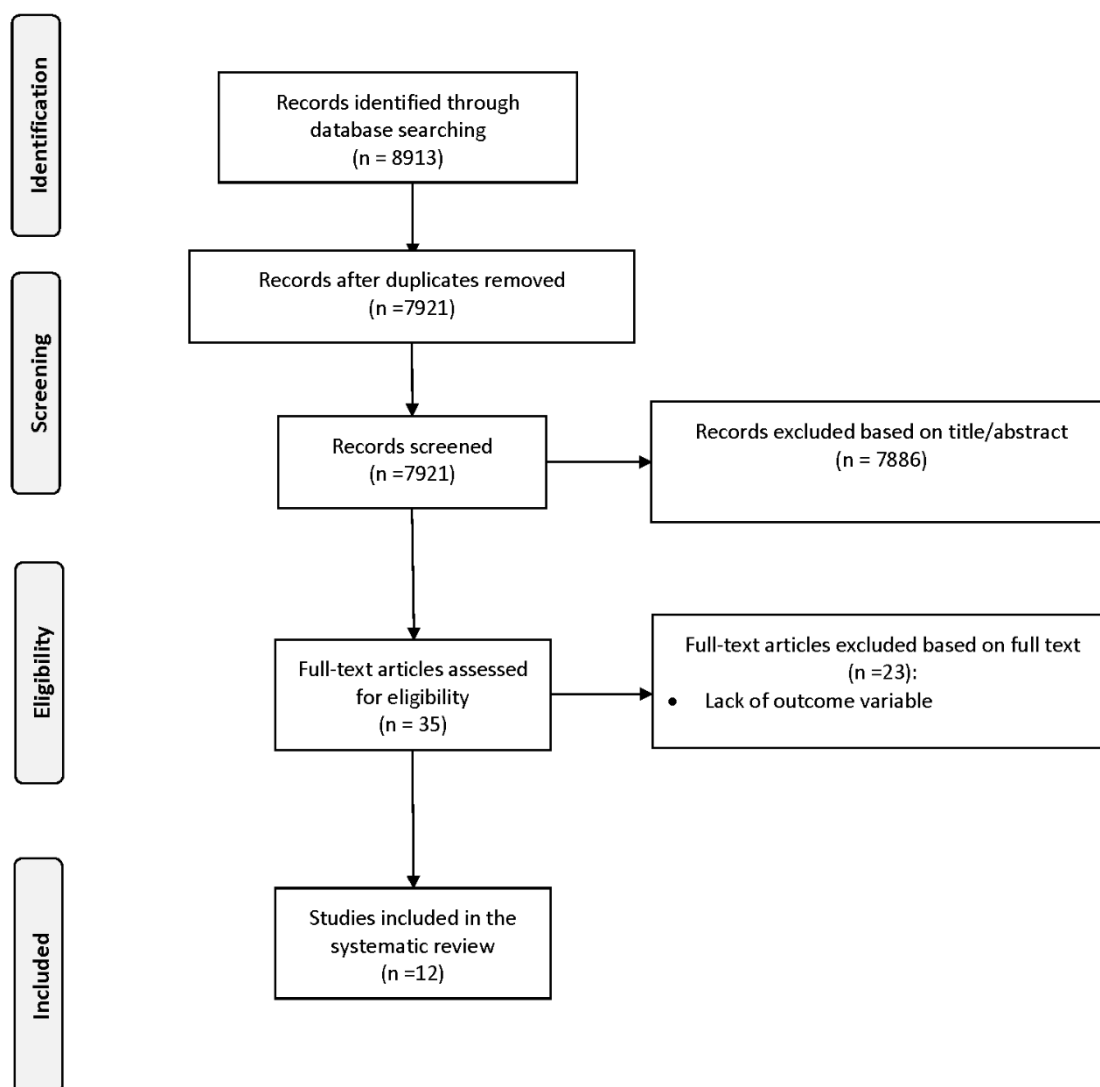 Identification
Records identified through
database searching
(n = 8913)
Records after duplicates removed
(n =7921)
Screening
Records screened
(n =7921)
Records excluded based on title/abstract
(n = 7886)
Eligibility
Full-text articles assessed
for eligibility
(n = 35)
Full-text articles excluded based on full text
(n =23):
• Lack of outcome variable
Included
Studies included in the
systematic review
(n =12)